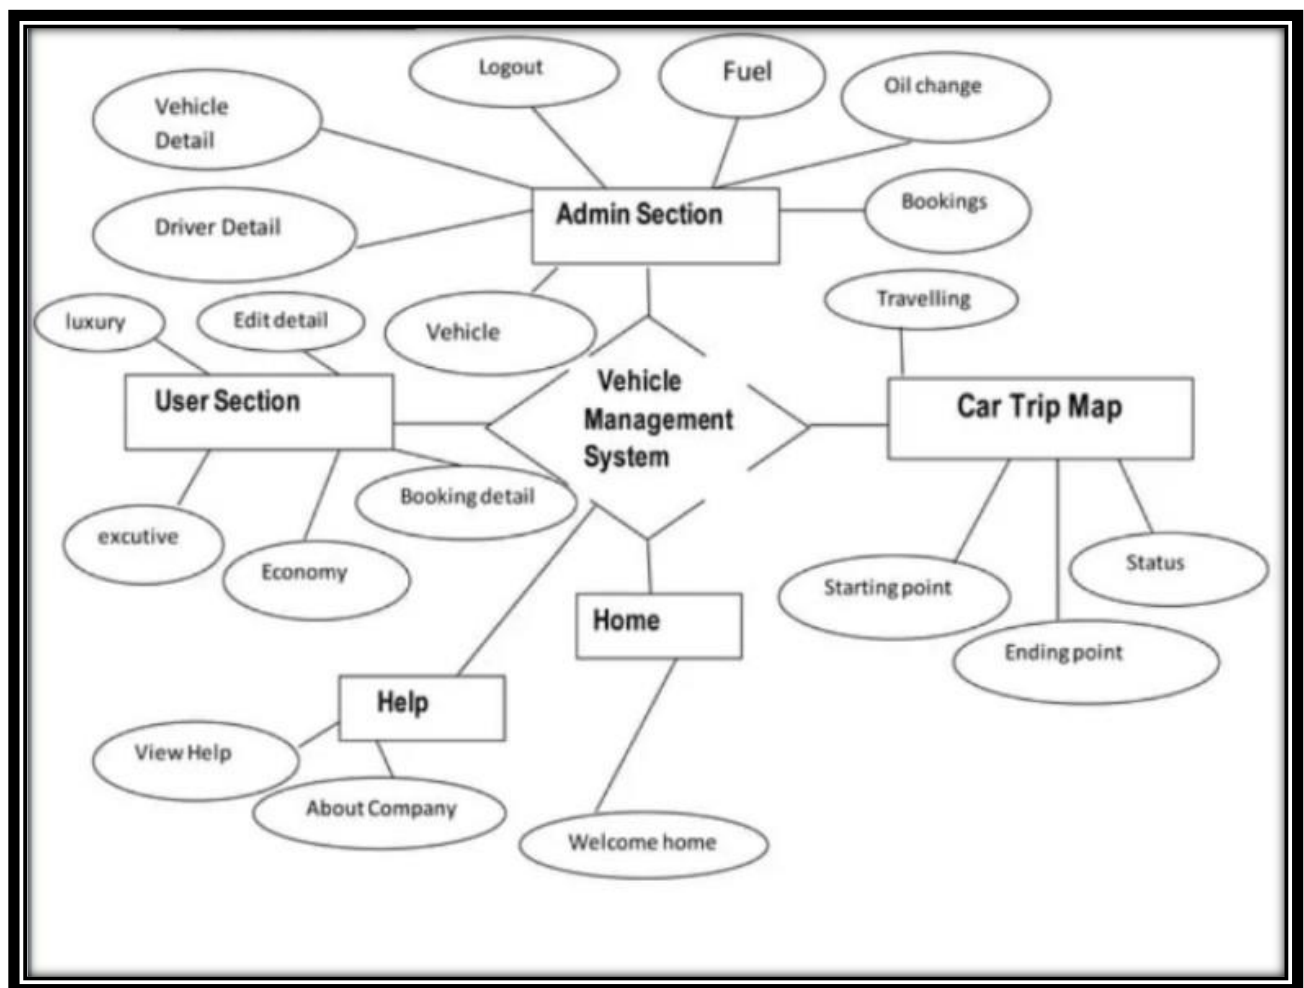 Logout
Fuel
Oil change
Vehicle
Detail
Bookings
Admin Section
Driver Detail
Travelling
luxury
Edit detail
Vehicle
User Section
Vehicle
Management
System
Car Trip Map
Booking detail
excutive
Economy
Status
Starting point
Home
Ending point
Help
View Help
About Company
Welcome home